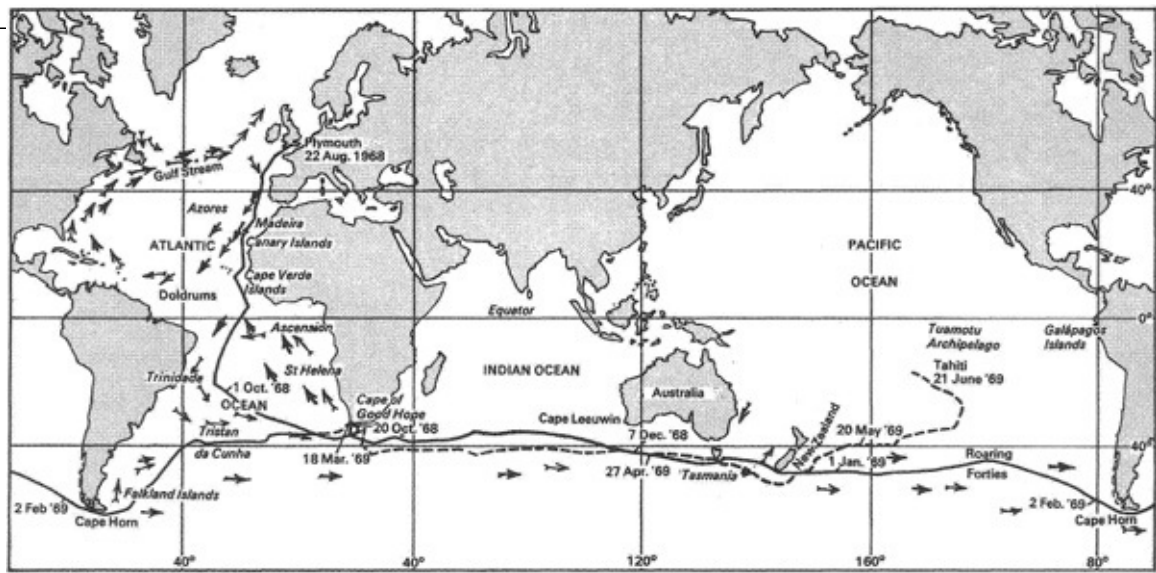 Plymouth
22 Aug. 1968
Gulf Stream
40°
Azores
Madeira
ATLANTIC
Canary Islands
PACIFIC
OCEAN
Cape Verde
Islands
Doldrums
Equator
0°
Ascension
Tuamotu
Archipelago
Galápagos
Islands
St Helena
Trinidade
1 Oct. '68
OCEAN
INDIAN OCEAN
Tahiti
21 June '69
Australia
Cape of
Good Hope
20 Oct. '68
Cape Leeuwin
7 Dec. '68
New Zealand
20 May '69
Tristan
da Cunha
18 Mar. '69
27 Apr. '69
Tasmania
1 Jan. '69
Roaring
Forties
40°
Falkland Islands
2 Feb '69
Cape Horn
2 Feb. '69
Cape Horn
40°
40°
120°
160°
80°